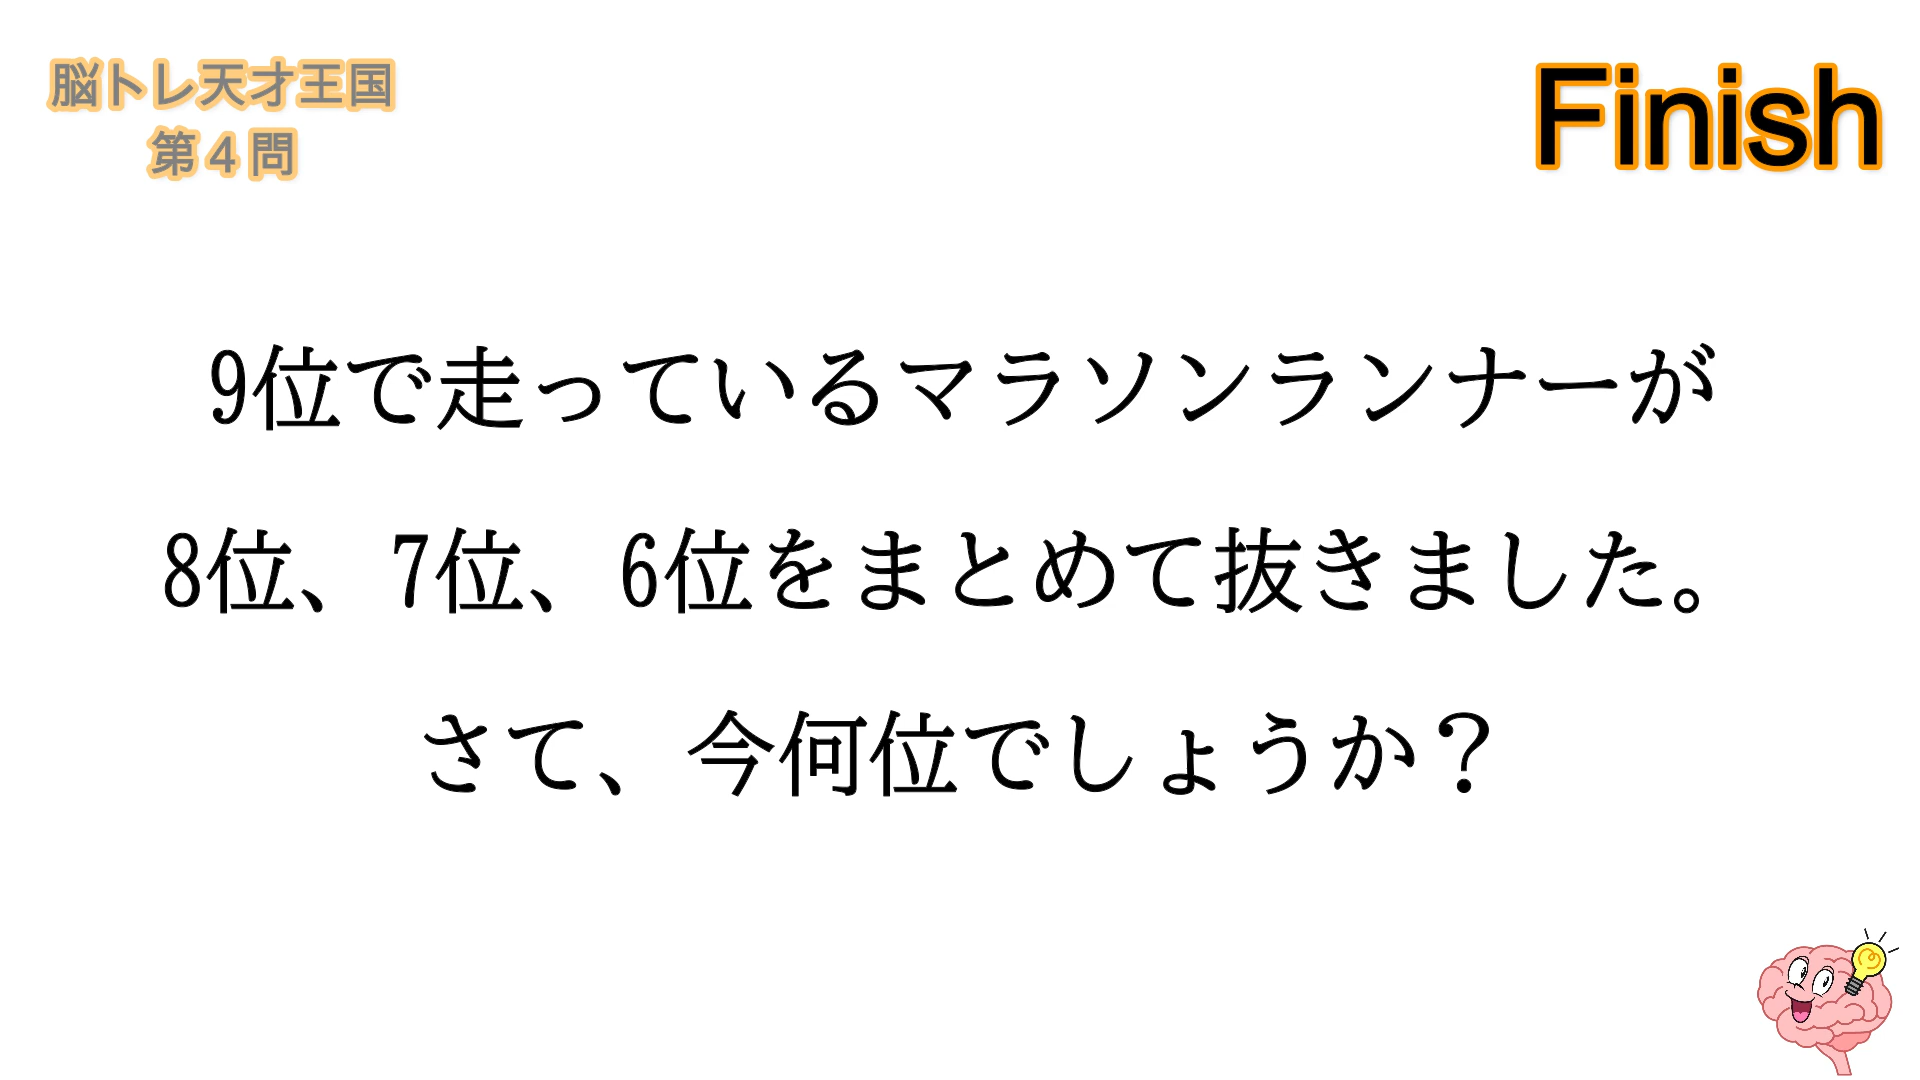 脳トレ天才王国
第4問
Finish
9位で走っているマラソンランナーが
8位、7位、6位をまとめて抜きました。
さて、今何位でしょうか？